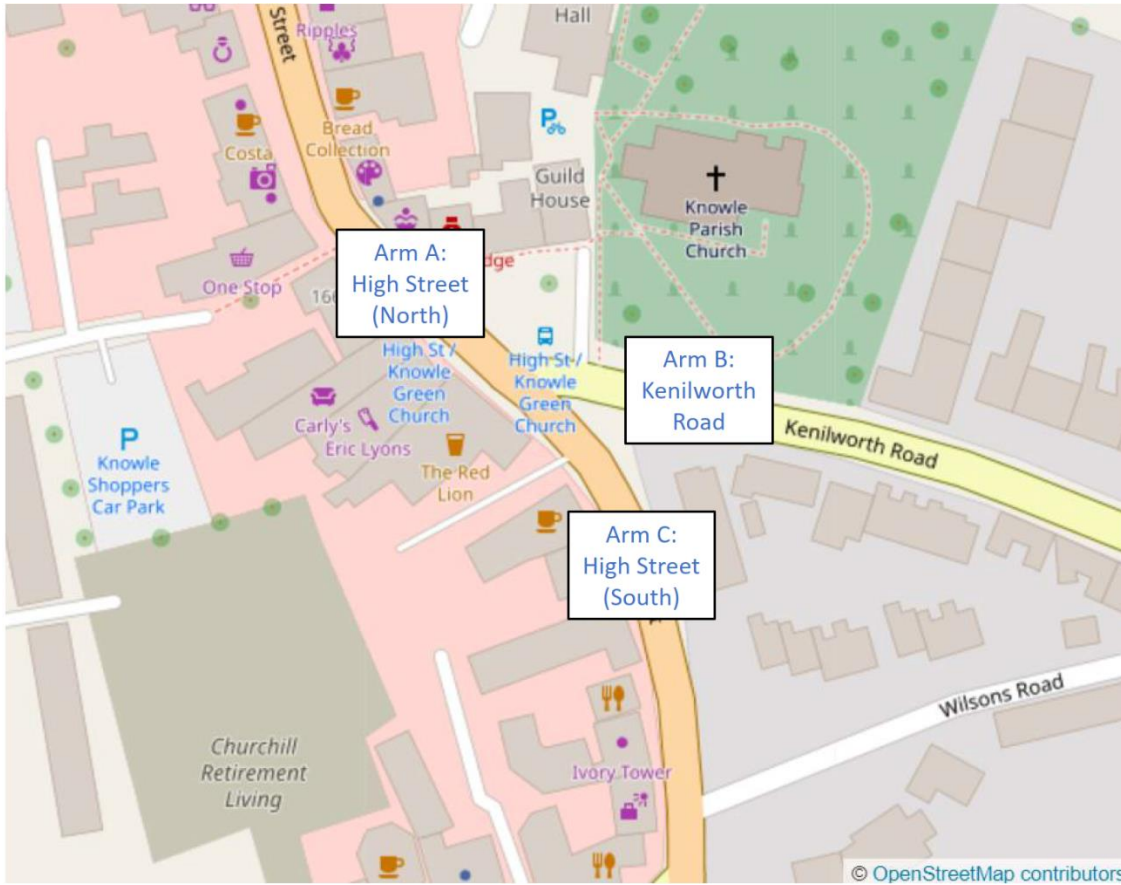 Hall
Ripples
Street
P
Costa
Bread
Collection
Guild
House
Knowle
Parish
Church
One Stop
dge
Arm A:
High Street
(North)
High St /
Knowle
Green
Church
High St /
Knowle
Green
Church
Arm B:
Kenilworth
Road
Kenilworth Road
Carly's
Eric Lyons
The Red
Lion
P
Knowle
Shoppers
Car Park
Arm C:
High Street
(South)
Wilsons Road
Churchill
Retirement
Living
Ivory Tower
© OpenStreetMap contributors